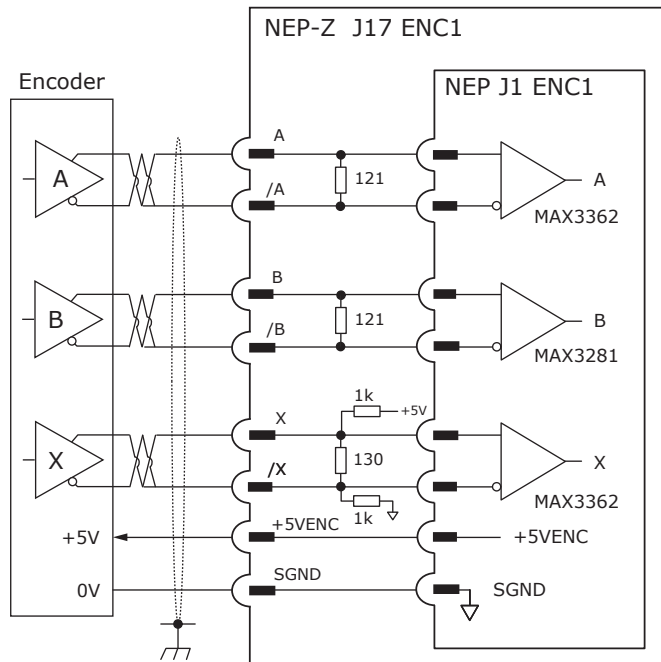 NEP-Z J17 ENC1
Encoder
NEP J1 ENC1
A
A
121
/A
A
MAX3362
B
B
121
/B
B
MAX3281
1k
+5V
X
X
130
/X
X
MAX3362
1k
+5V
+5VENC
+5VENC
0V
SGND
SGND